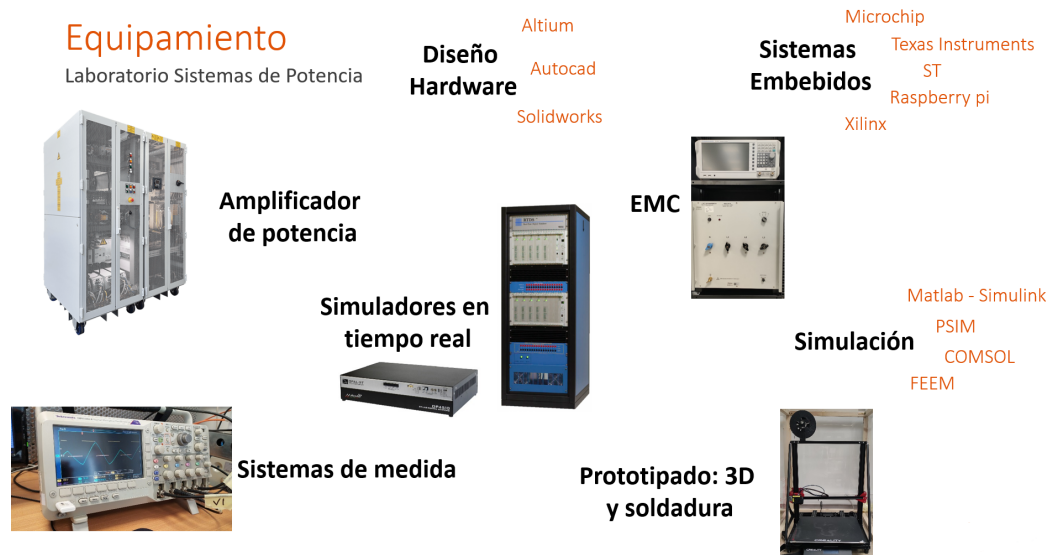 Equipamiento
Laboratorio Sistemas de Potencia
Diseño
Hardware
Altium
Autocad
Solidworks
Sistemas
Embebidos
Microchip
Texas Instruments
ST
Raspberry pi
Xilinx
Amplificador
de potencia
EMC
Simuladores en
tiempo real
Simulación
Matlab - Simulink
PSIM
COMSOL
FEEM
Sistemas de medida
Prototipado: 3D
y soldadura